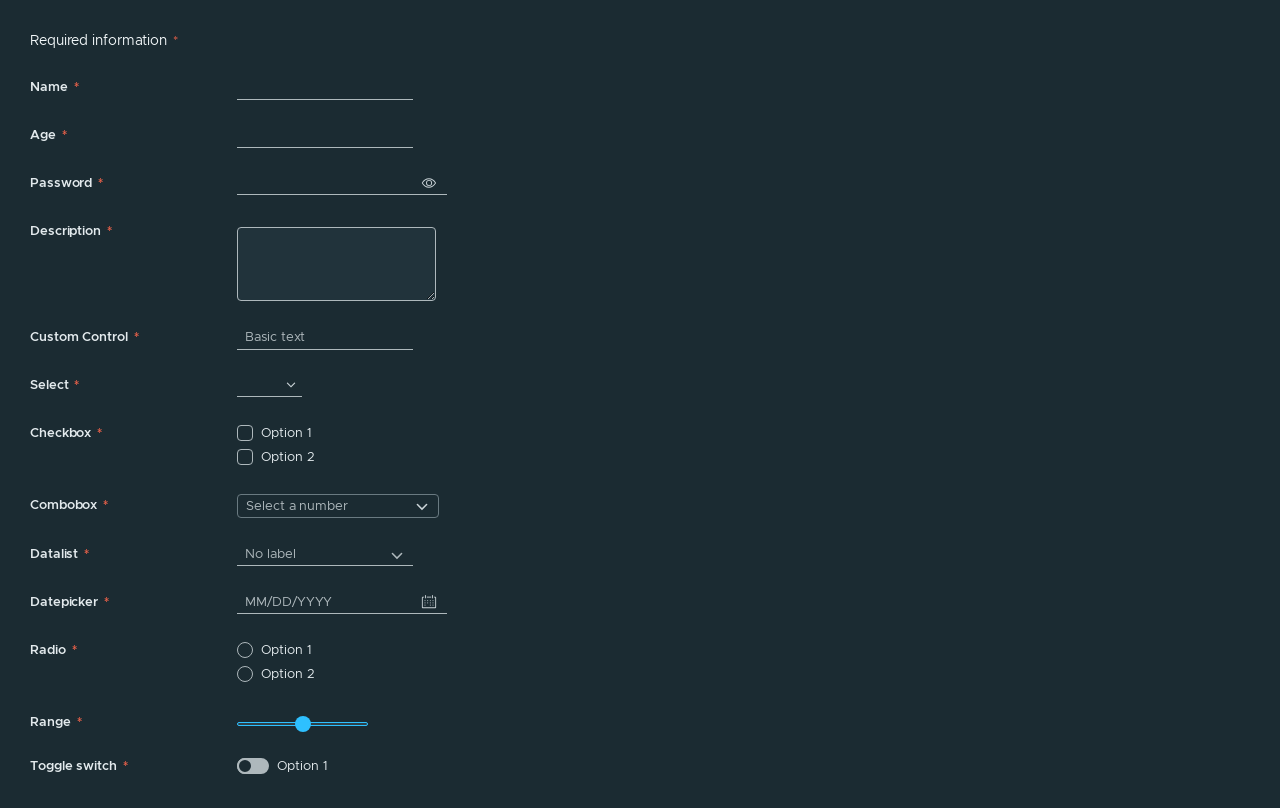 Required information *
Name *
Age *
Password *
Description *
Custom Control * Basic text
Select *
Checkbox * Option 1
Option 2
Combobox * Select a number
Datalist * No label
Datepicker * MM/DD/YYYY
Radio * Option 1
Option 2
Range *
Toggle switch * Option 1